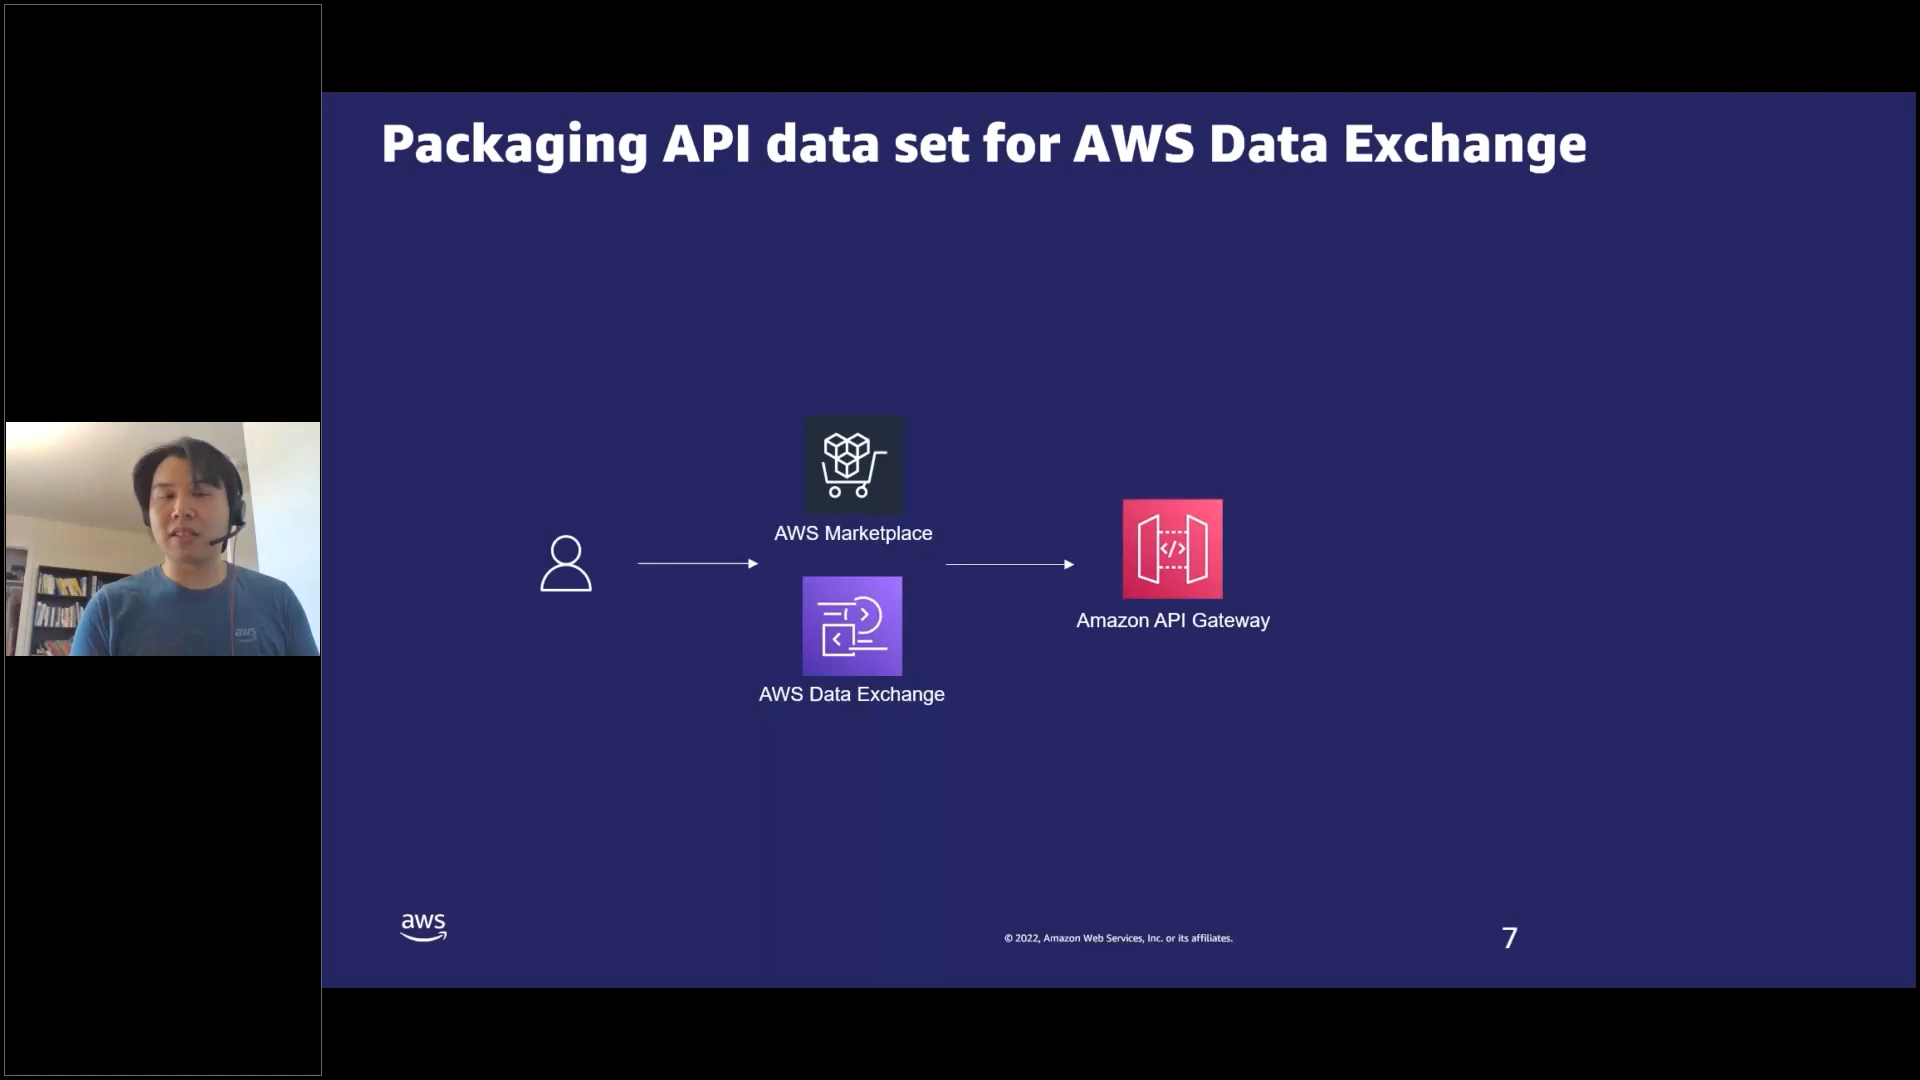 Packaging API data set for AWS Data Exchange
AWS Marketplace
</>
Amazon API Gateway
AWS Data Exchange
aws
aws
© 2022, Amazon Web Services, Inc. or its affiliates.
7